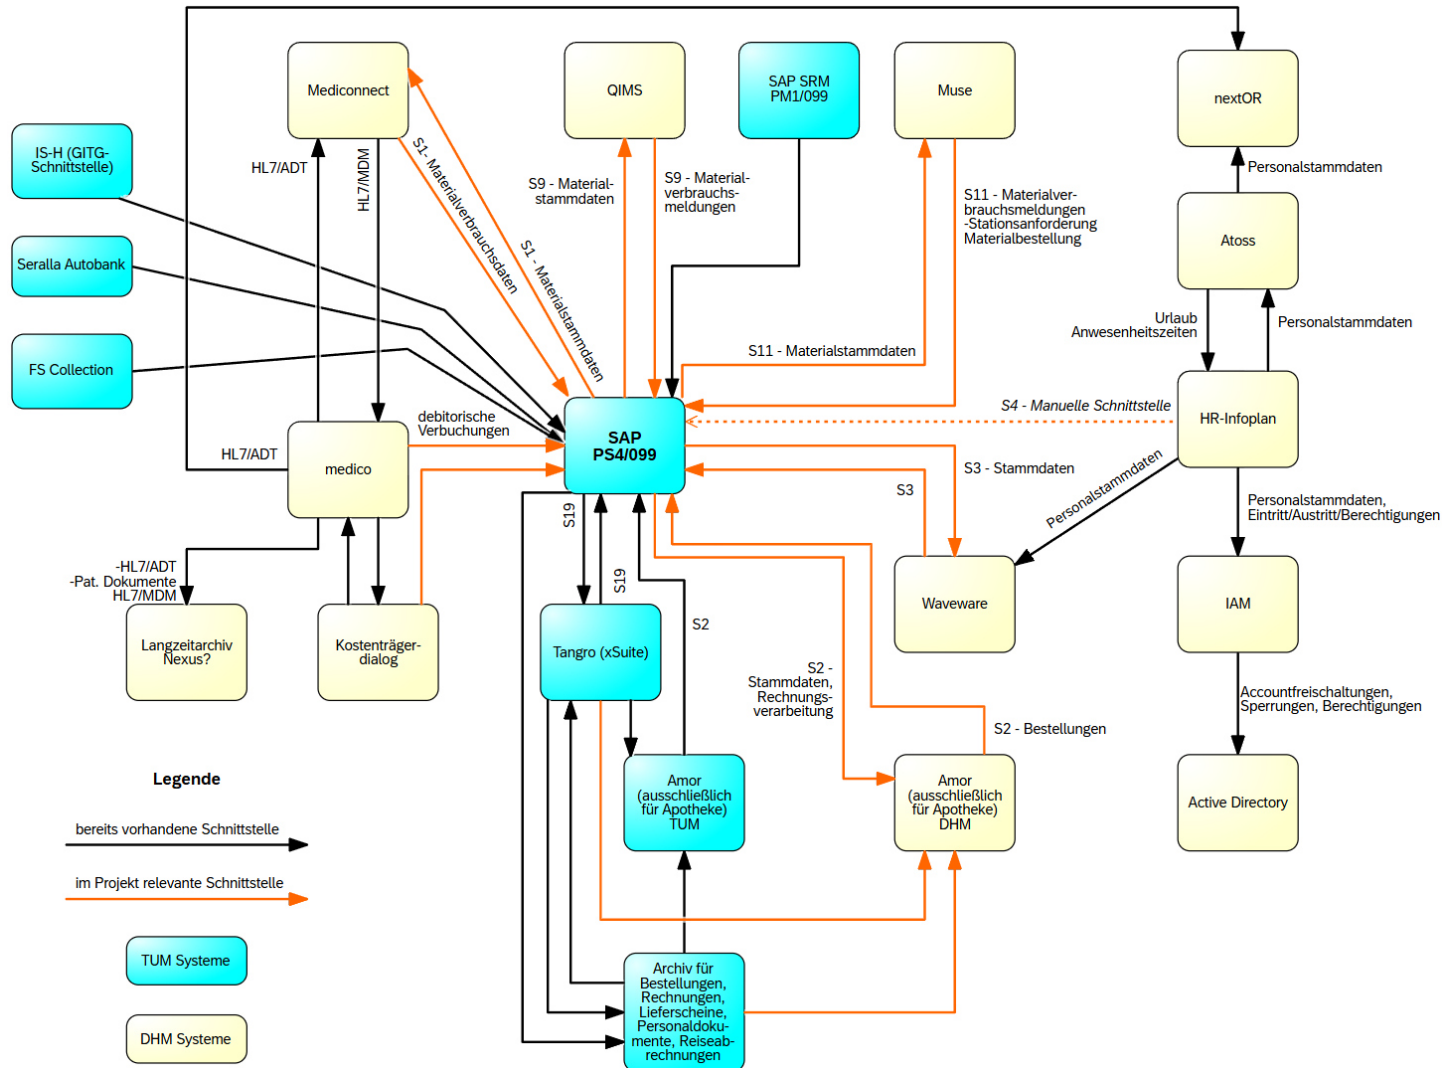 Mediconnect
QIMS
SAP SRM
PM1/099
Muse
nextOR
IS-H (GITG-
Schnittstelle)
HL7/ADT
HL7/MDM
S1- Materialverbrauchsdaten
S1 - Materialstammdaten
S9 - Material-
stammdaten
S9 - Material-
verbrauchs-
meldungen
S11 - Materialver-
brauchsmeldungen
-Stationsanforderung
Materialbestellung
Personalstammdaten
Atoss
Seralla Autobank
Urlaub
Anwesenheitszeiten
Personalstammdaten
FS Collection
S11 - Materialstammdaten
S4 - Manuelle Schnittstelle
HR-Infoplan
debitorische
Verbuchungen
SAP
PS4/099
HL7/ADT
medico
S3 - Stammdaten
S3
Personalstammdaten
Personalstammdaten,
Eintritt/Austritt/Berechtigungen
S19
S19
-HL7/ADT
-Pat. Dokumente
HL7/MDM
Langzeitarchiv
Nexus?
Kostenträger-
dialog
Tangro (xSuite)
S2
Waveware
IAM
S2 -
Stammdaten,
Rechnungs-
verarbeitung
S2 - Bestellungen
Accountfreischaltungen,
Sperrungen, Berechtigungen
Amor
(ausschließlich
für Apotheke)
TUM
Amor
(ausschließlich
für Apotheke)
DHM
Active Directory
Legende
bereits vorhandene Schnittstelle
im Projekt relevante Schnittstelle
TUM Systeme
DHM Systeme
Archiv für
Bestellungen,
Rechnungen,
Lieferscheine,
Personaldoku-
mente, Reiseab-
rechnungen